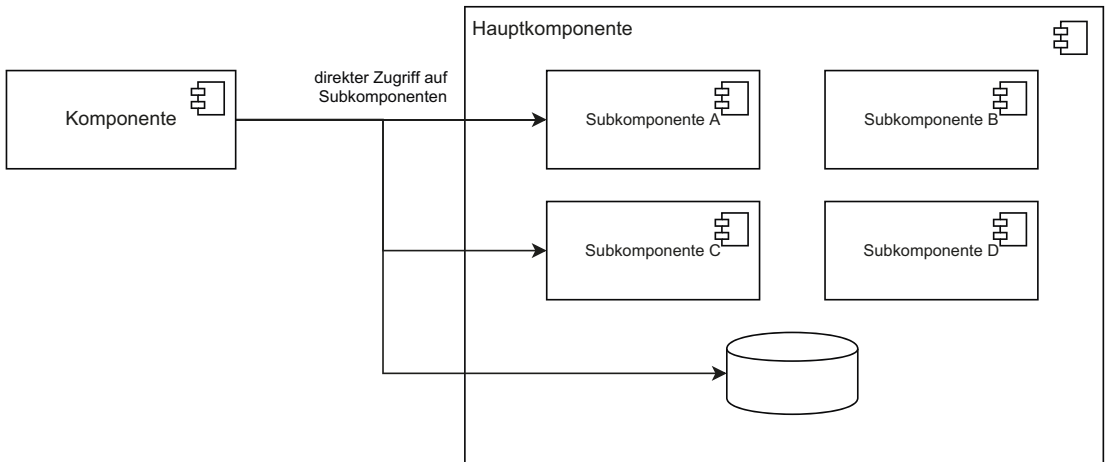 Hauptkomponente
direkter Zugriff auf
Subkomponenten
Komponente
Subkomponente A
Subkomponente B
Subkomponente C
Subkomponente D